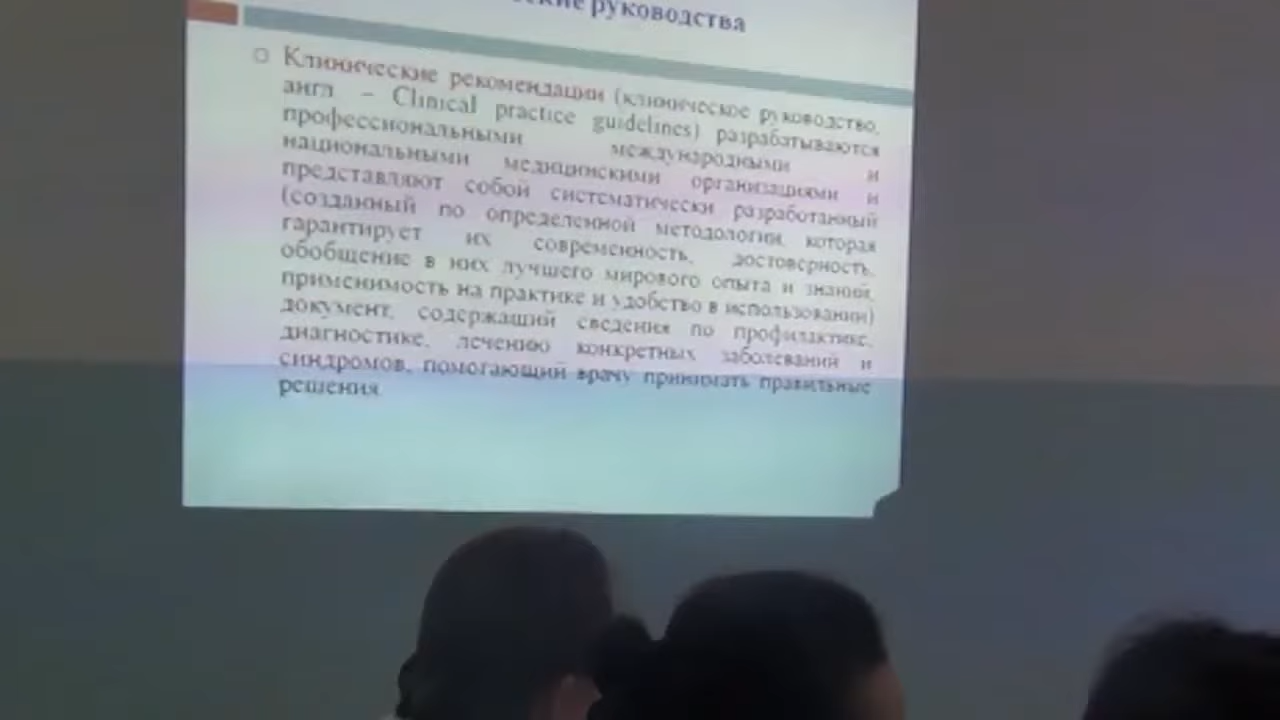 руководства
Клинические рекомендации (клиническое руководство,
англ. – Clinical practice guidelines) разрабатываются
профессиональными международными и
национальными медицинскими организациями и
представляют собой систематически разработанный
(созданный по определенной методологии, которая
гарантирует их современность, достоверность,
обобщение в них лучшего мирового опыта и знаний,
применимость на практике и удобство в использовании)
документ, содержащий сведения по профилактике,
диагностике, лечению конкретных заболеваний и
синдромов, помогающий врачу принимать правильные
решения.